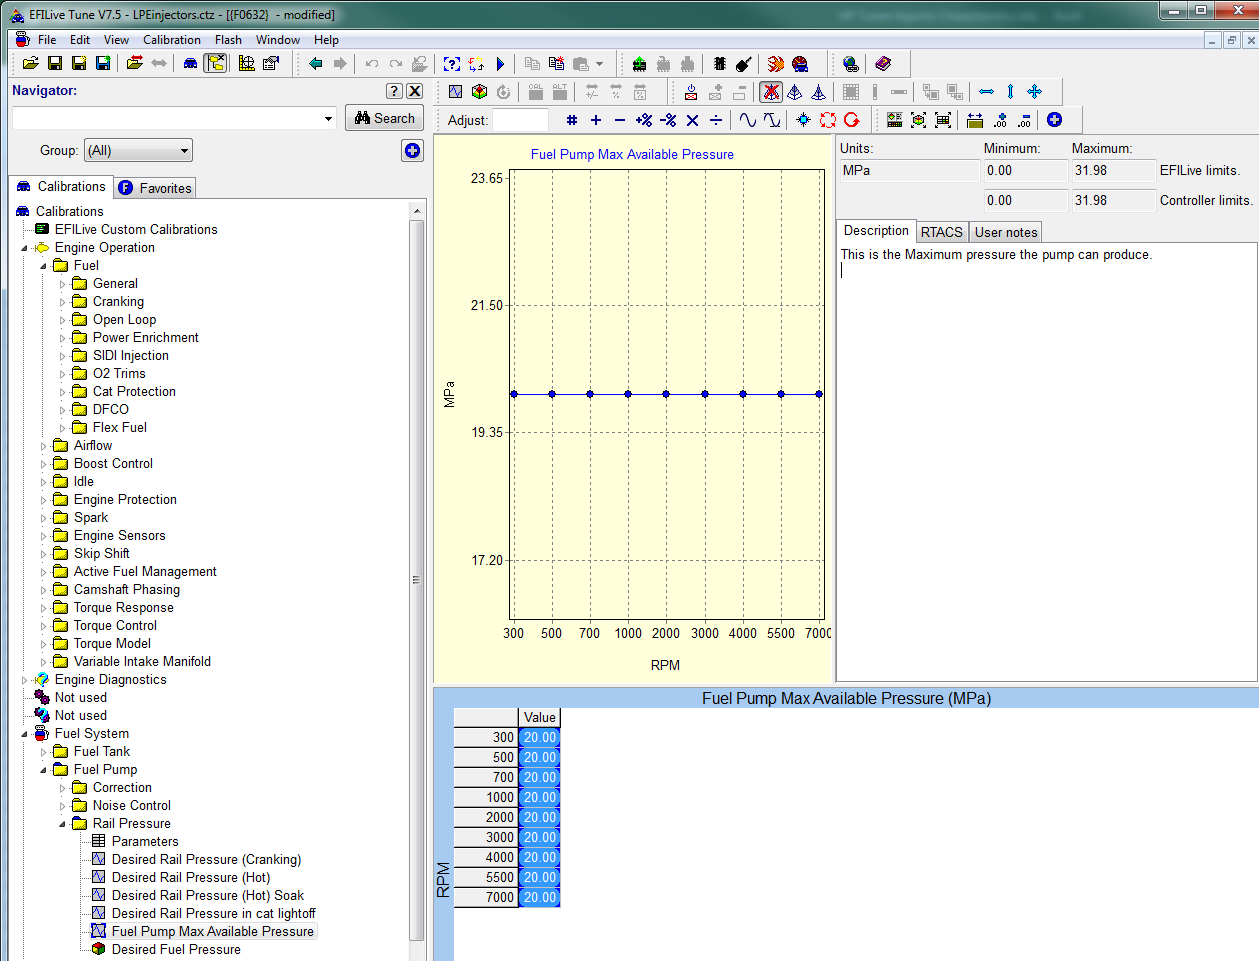 EFILive Tune V7.5 - LPEinjectors.ctz - [{F0632} - modified]
File Edit View Calibration Flash Window Help
Navigator:
Search
Group: (All)
Calibrations Favorites
Calibrations
EFILive Custom Calibrations
Engine Operation
Fuel
General
Cranking
Open Loop
Power Enrichment
SIDI Injection
O2 Trims
Cat Protection
DFCO
Flex Fuel
Airflow
Boost Control
Idle
Engine Protection
Spark
Engine Sensors
Skip Shift
Active Fuel Management
Camshaft Phasing
Torque Response
Torque Control
Torque Model
Variable Intake Manifold
Engine Diagnostics
Not used
Not used
Fuel System
Fuel Tank
Fuel Pump
Correction
Noise Control
Rail Pressure
Parameters
Desired Rail Pressure (Cranking)
Desired Rail Pressure (Hot)
Desired Rail Pressure (Hot) Soak
Desired Rail Pressure in cat lightoff
Fuel Pump Max Available Pressure
Desired Fuel Pressure
CAL ALT
Adjust: # + − +% -% × ÷
.00 .00
Fuel Pump Max Available Pressure
23.65
21.50
19.35
17.20
MPa
300 500 700 1000 2000 3000 4000 5500 7000
RPM
Units: Minimum: Maximum:
MPa 0.00 31.98 EFILive limits.
0.00 31.98 Controller limits.
Description RTACS User notes
This is the Maximum pressure the pump can produce.
Fuel Pump Max Available Pressure (MPa)
Value
300 20.00
500 20.00
700 20.00
1000 20.00
2000 20.00
3000 20.00
4000 20.00
5500 20.00
7000 20.00
RPM